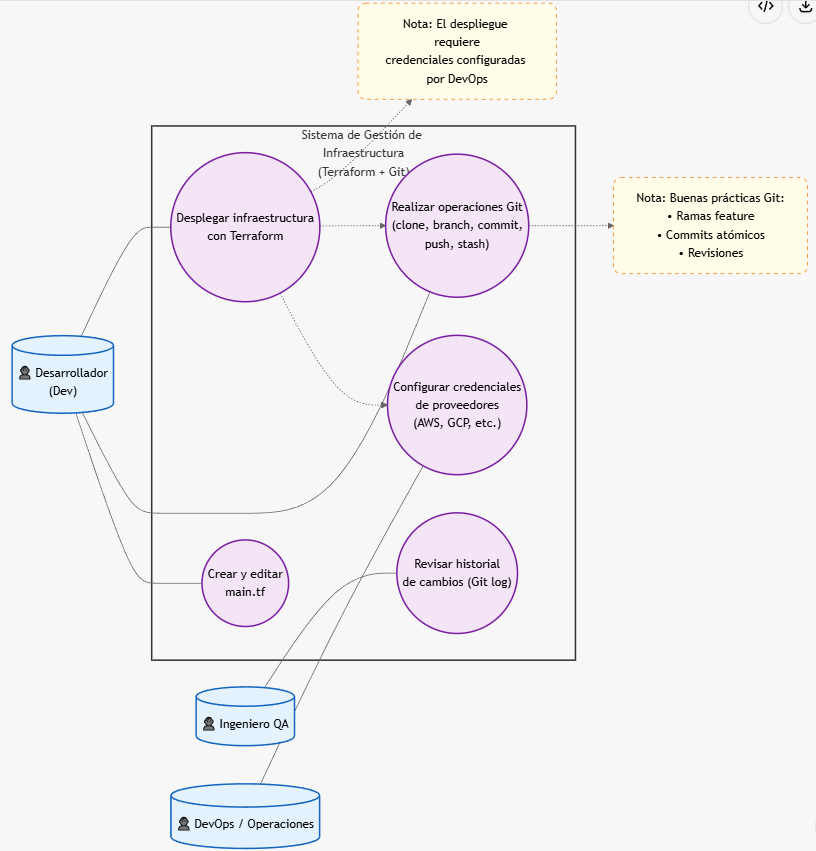 Nota: El despliegue
requiere
credenciales configuradas
por DevOps
Sistema de Gestión de
Infraestructura
(Terraform + Git)
Desplegar infraestructura
con Terraform
Realizar operaciones Git
(clone, branch, commit,
push, stash)
Nota: Buenas prácticas Git:
• Ramas feature
• Commits atómicos
• Revisiones
Desarrollador
(Dev)
Configurar credenciales
de proveedores
(AWS, GCP, etc.)
Crear y editar
main.tf
Revisar historial
de cambios (Git log)
Ingeniero QA
DevOps / Operaciones